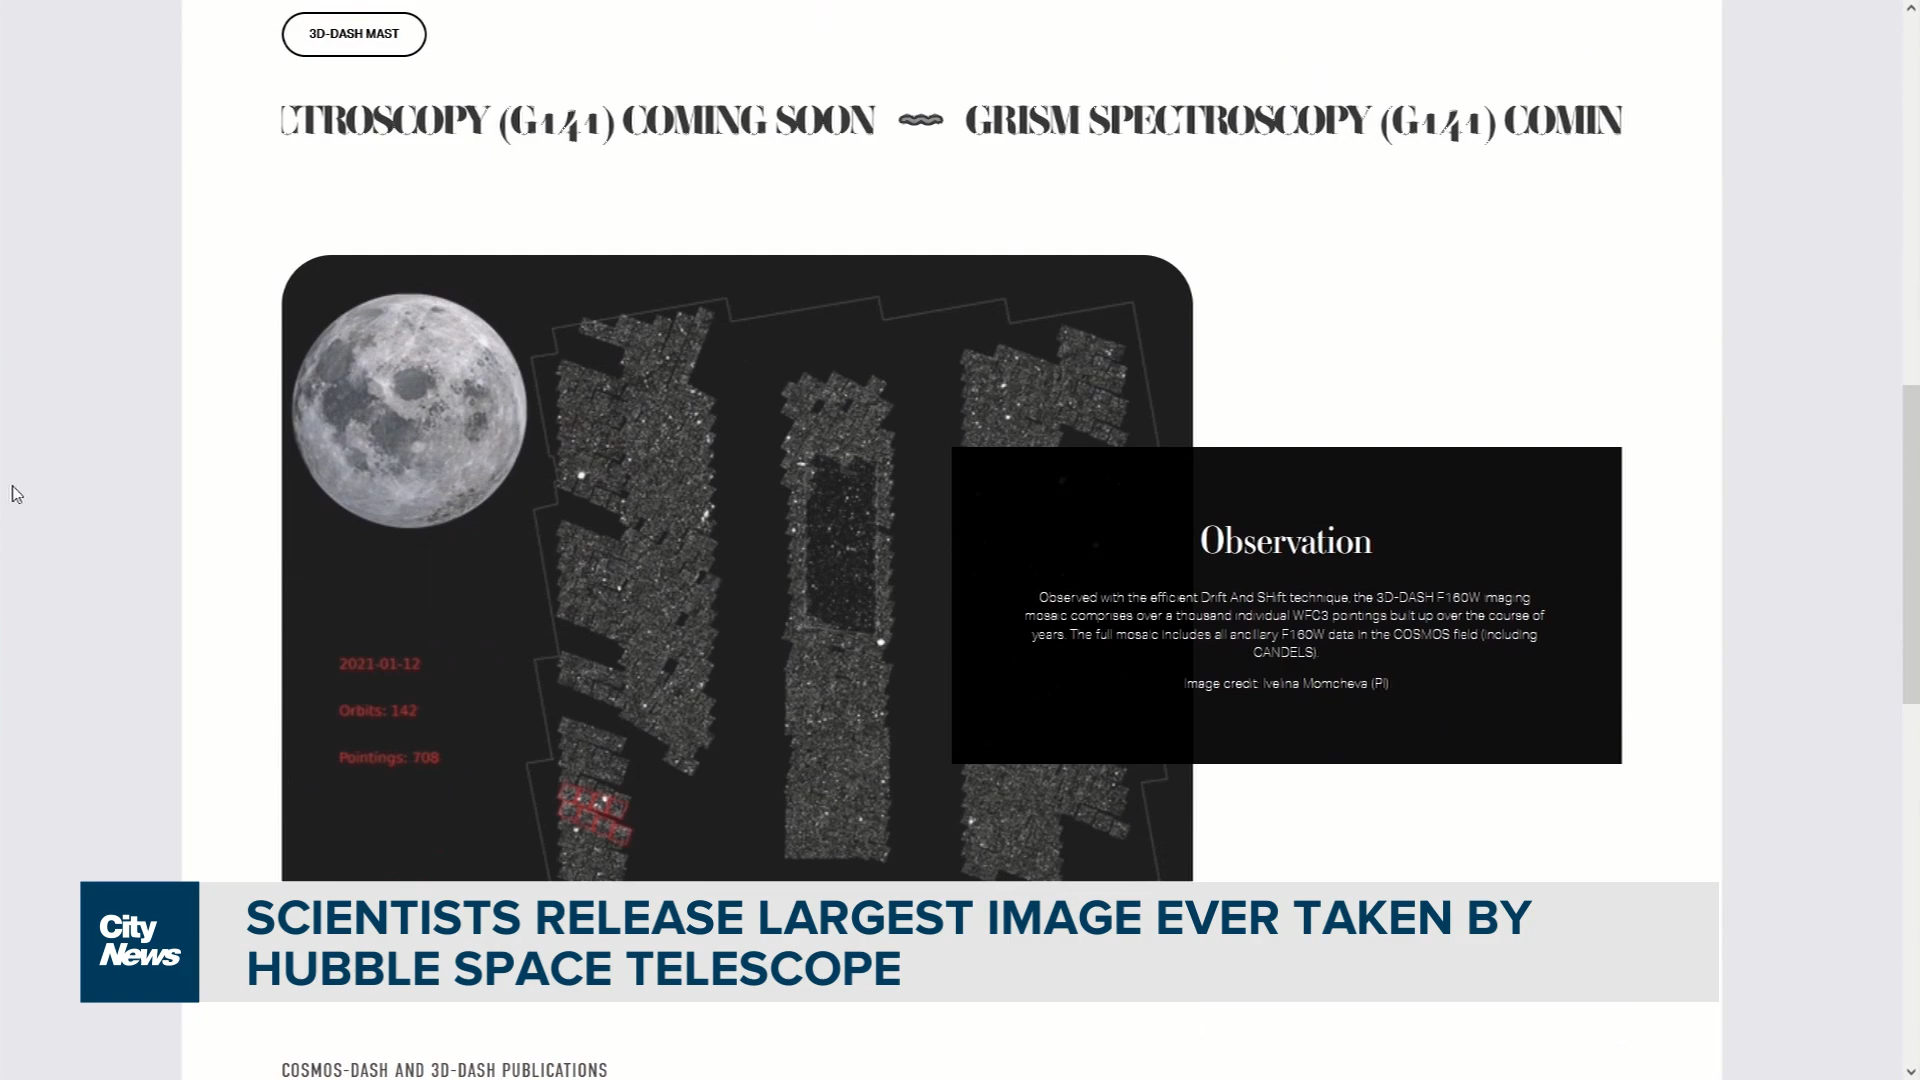 3D-DASH MAST
CTROSCOPY (G141) COMING SOON GRISM SPECTROSCOPY (G141) COMIN
2021-01-12
Orbits: 142
Pointings: 708
Observation
Observed with the efficient Drift And SHift technique, the 3D-DASH F160W imaging
mosaic comprises over a thousand individual WFC3 pointings built up over the course of
years. The full mosaic includes all ancillary F160W data in the COSMOS field (including
CANDELS).
Image credit: Ivelina Momcheva (PI)
City
News
SCIENTISTS RELEASE LARGEST IMAGE EVER TAKEN BY
HUBBLE SPACE TELESCOPE
COSMOS-DASH AND 3D-DASH PUBLICATIONS